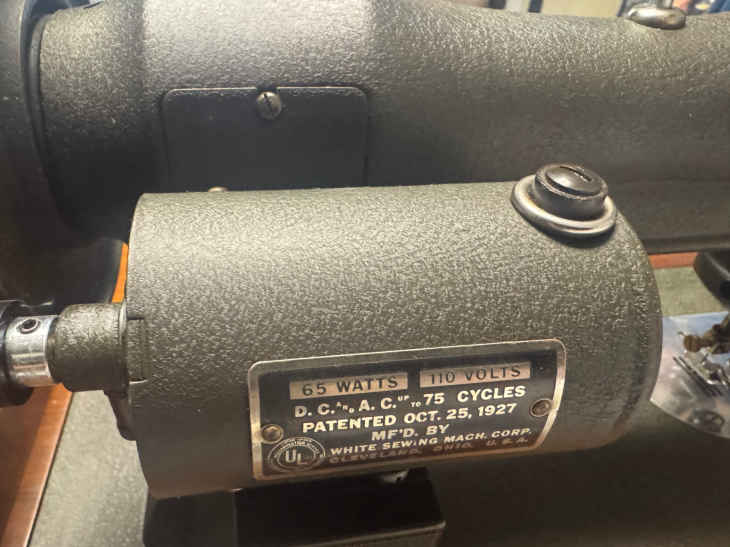 65 WATTS 110 VOLTS
D. C. AND A. C. UP TO 75 CYCLES
PATENTED OCT. 25, 1927
MF'D. BY
WHITE SEWING MACH. CORP.
CLEVELAND, OHIO, U. S. A.
UL